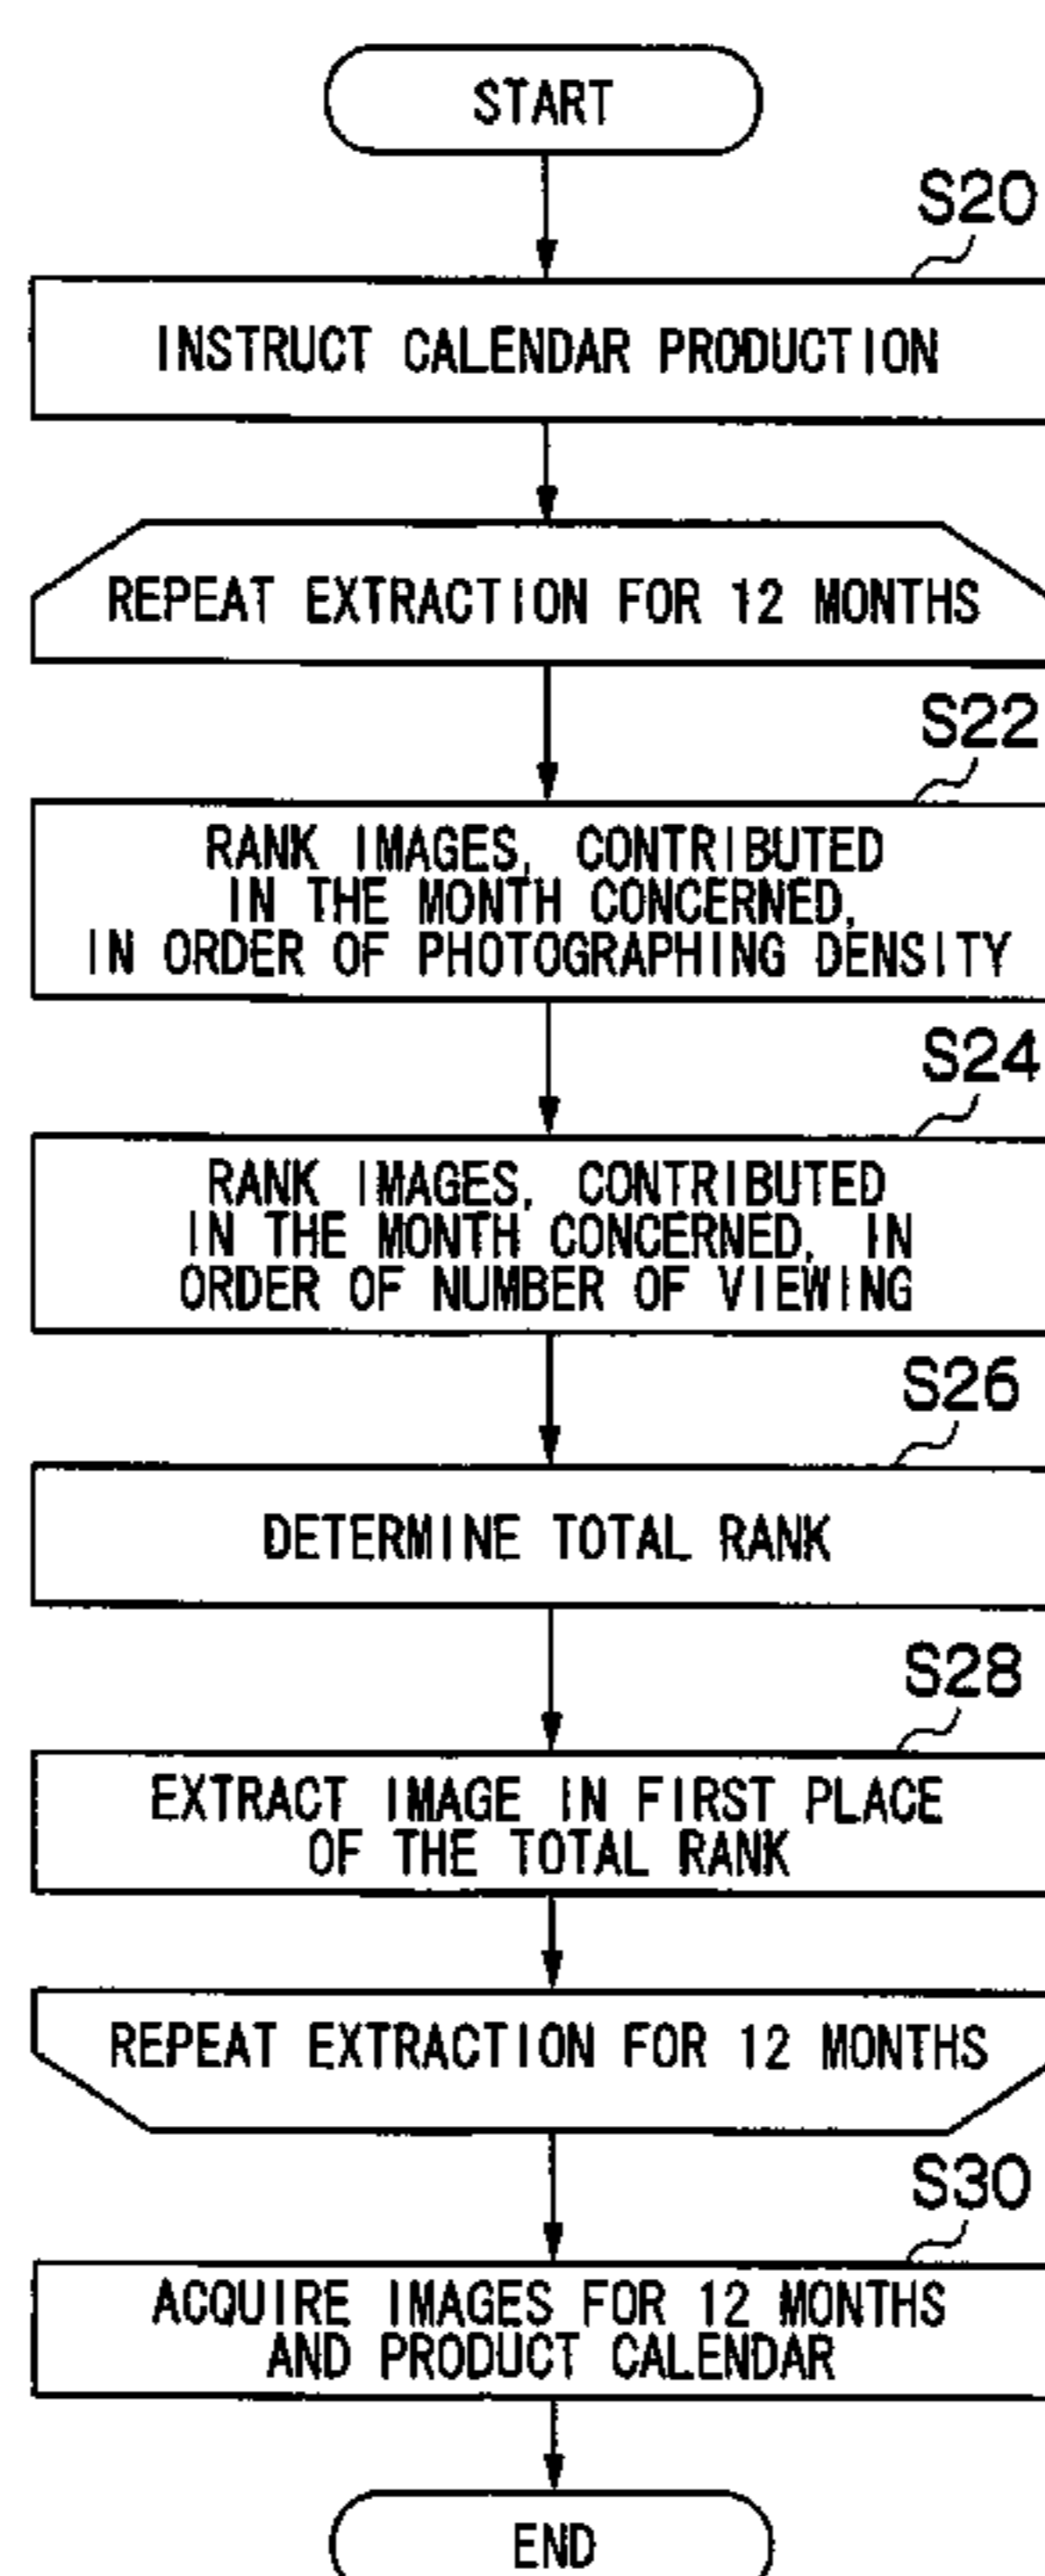 START
S20
INSTRUCT CALENDAR PRODUCTION
REPEAT EXTRACTION FOR 12 MONTHS
S22
RANK IMAGES, CONTRIBUTED
IN THE MONTH CONCERNED,
IN ORDER OF PHOTOGRAPHING DENSITY
S24
RANK IMAGES, CONTRIBUTED
IN THE MONTH CONCERNED, IN
ORDER OF NUMBER OF VIEWING
S26
DETERMINE TOTAL RANK
S28
EXTRACT IMAGE IN FIRST PLACE
OF THE TOTAL RANK
REPEAT EXTRACTION FOR 12 MONTHS
S30
ACQUIRE IMAGES FOR 12 MONTHS
AND PRODUCT CALENDAR
END